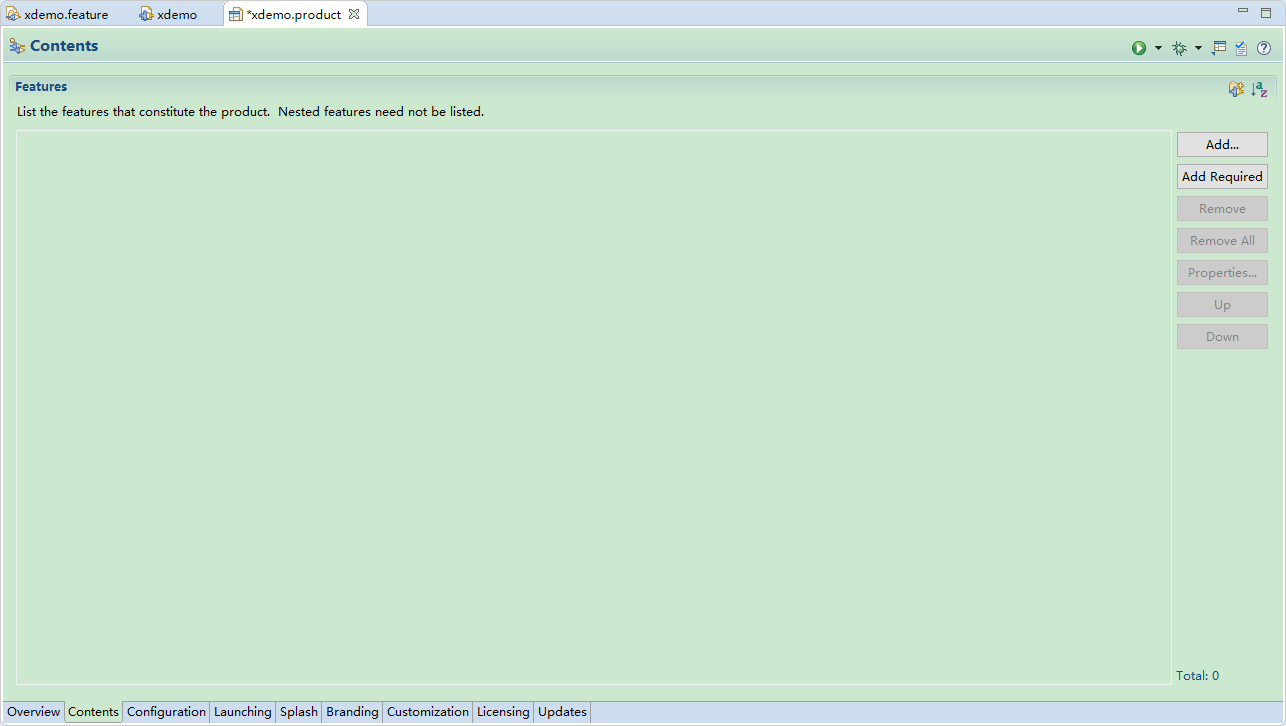 xdemo.feature xdemo *xdemo.product
Contents
Features
List the features that constitute the product.  Nested features need not be listed.
Add...
Add Required
Remove
Remove All
Properties...
Up
Down
Total: 0
Overview Contents Configuration Launching Splash Branding Customization Licensing Updates